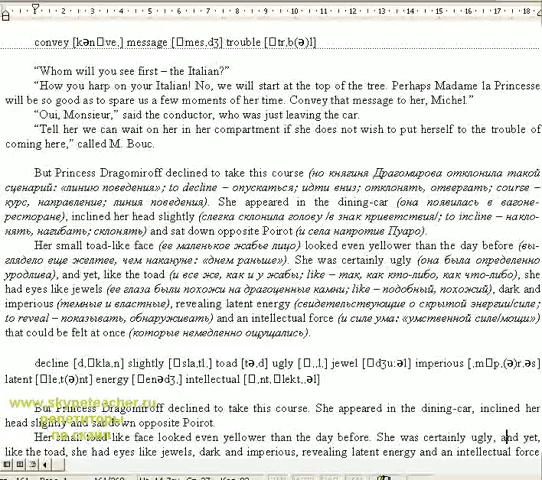 convey [kən▯ve,] message [▯mes,dʒ] trouble [▯tr,b(ə)l]
“Whom will you see first – the Italian?”
“How you harp on your Italian! No, we will start at the top of the tree. Perhaps Madame la Princesse
will be so good as to spare us a few moments of her time. Convey that message to her, Michel.”
“Oui, Monsieur,” said the conductor, who was just leaving the car.
“Tell her we can wait on her in her compartment if she does not wish to put herself to the trouble of
coming here,” called M. Bouc.
But Princess Dragomiroff declined to take this course (но княгиня Драгомирова отклонила такой
сценарий: «линию поведения»; to decline – опускаться; идти вниз; отклонять, отвергать; course –
курс, направление; линия поведения). She appeared in the dining-car (она появилась в вагоне-
ресторане), inclined her head slightly (слегка склонила голову /в знак приветствия/; to incline – накло-
нять, нагибать; склонять) and sat down opposite Poirot (и села напротив Пуаро).
Her small toad-like face (ее маленькое жабье лицо) looked even yellower than the day before (вы-
глядело еще желтее, чем накануне: «днем раньше»). She was certainly ugly (она была определенно
уродлива), and yet, like the toad (и все же, как и у жабы; like – так, как кто-либо, как что-либо), she
had eyes like jewels (ее глаза были похожи на драгоценные камни; like – подобный, похожий), dark and
imperious (темные и властные), revealing latent energy (свидетельствующие о скрытой энергии/силе;
to reveal – показывать, обнаруживать) and an intellectual force (и силе ума: «умственной силе/мощи»)
that could be felt at once (которые немедленно ощущались).
decline [d,▯kla,n] slightly [▯sla,tl,] toad [tə,d] ugly [▯,,l,] jewel [▯dʒu:əl] imperious [,m▯p,(ə)r,əs]
latent [▯le,t(ə)nt] energy [▯enədʒ,] intellectual [▯,nt,▯lekt,,əl]
www.skypeteacher.ru
репетиторы
по скайп
But Princess Dragomiroff declined to take this course. She appeared in the dining-car, inclined her
head slightly and sat down opposite Poirot.
Her small toad-like face looked even yellower than the day before. She was certainly ugly, and yet,
like the toad, she had eyes like jewels, dark and imperious, revealing latent energy and an intellectual force